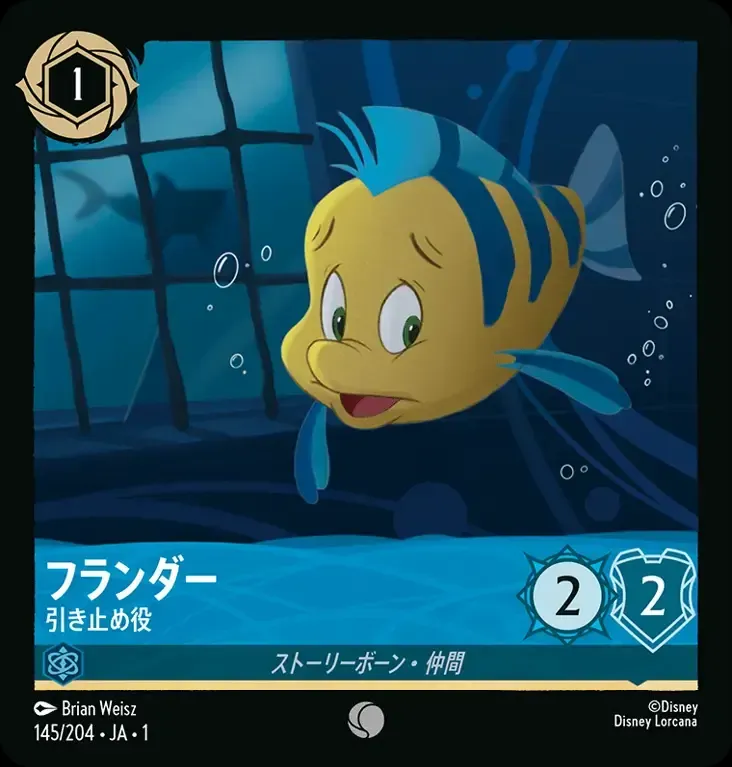 1
フランダー
引き止め役
2 2
ストーリーボーン・仲間
Brian Weisz
145/204・JA・1
©Disney
Disney Lorcana